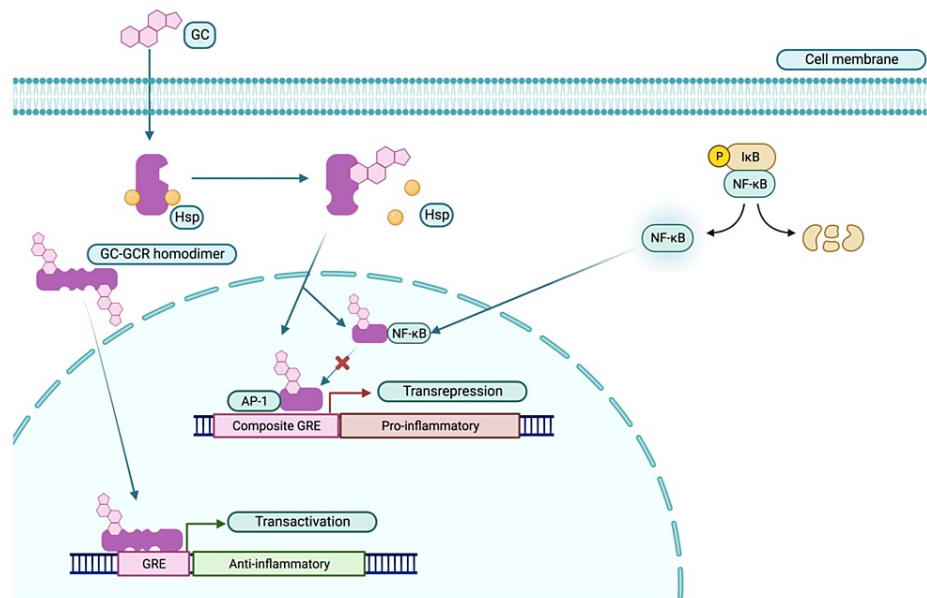 GC
Cell membrane
P
IκB
NF-κB
Hsp
Hsp
NF-κB
GC-GCR homodimer
NF-κB
AP-1
Transrepression
Composite GRE
Pro-inflammatory
Transactivation
GRE
Anti-inflammatory